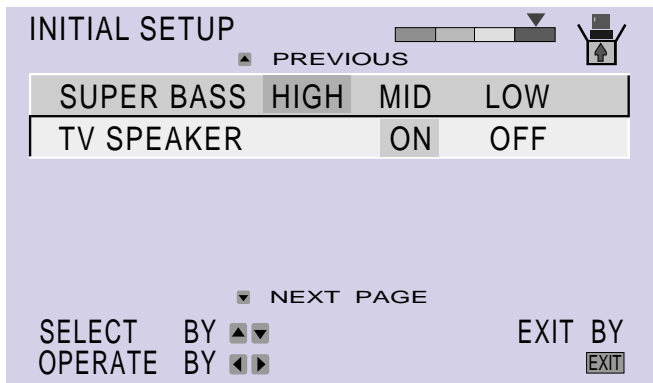 INITIAL SETUP
PREVIOUS
SUPER BASS HIGH MID LOW
TV SPEAKER ON OFF
NEXT PAGE
SELECT BY
OPERATE BY
EXIT BY
EXIT